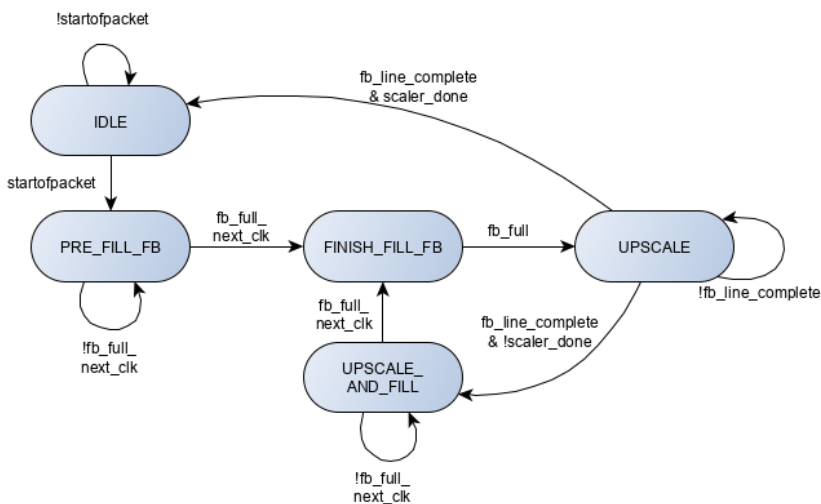 !startofpacket
fb_line_complete
& scaler_done
IDLE
startofpacket
fb_full_
next_clk
fb_full
PRE_FILL_FB
FINISH_FILL_FB
UPSCALE
!fb_line_complete
fb_full_
next_clk
fb_line_complete
& !scaler_done
!fb_full_
next_clk
UPSCALE_
AND_FILL
!fb_full_
next_clk